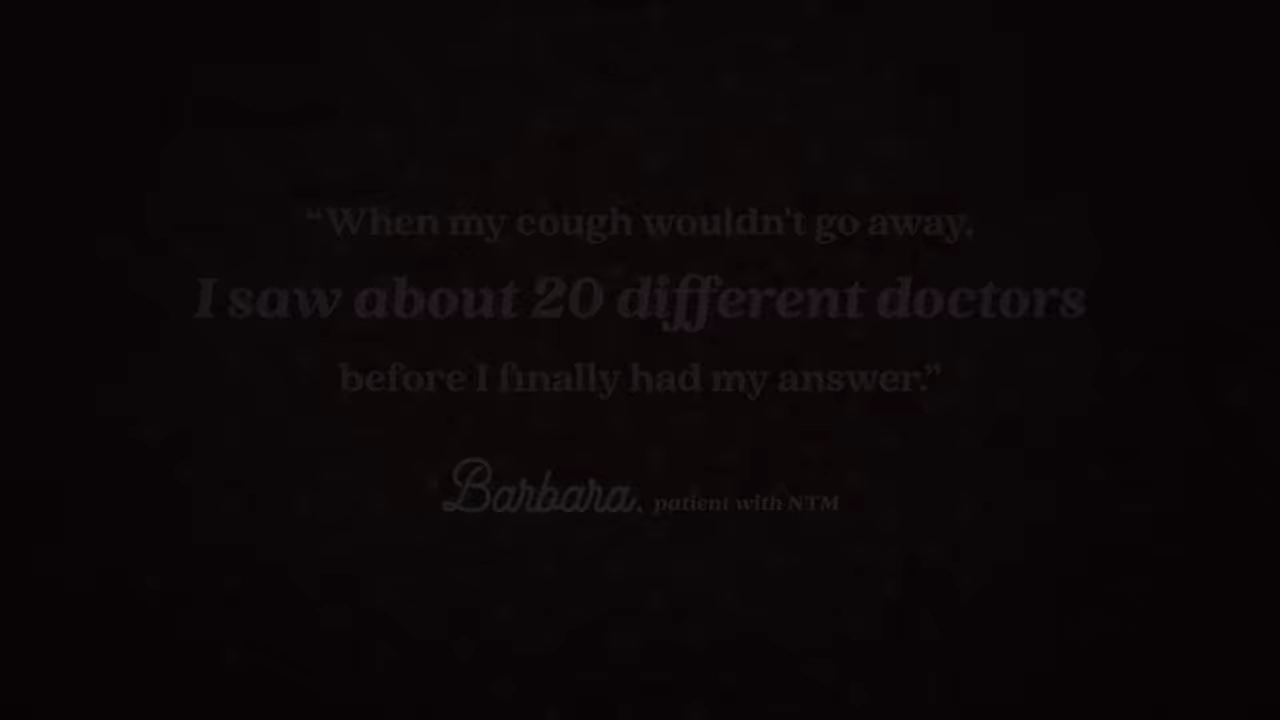 “When my cough wouldn't go away,
I saw about 20 different doctors
before I finally had my answer.”
Barbara, patient with NTM